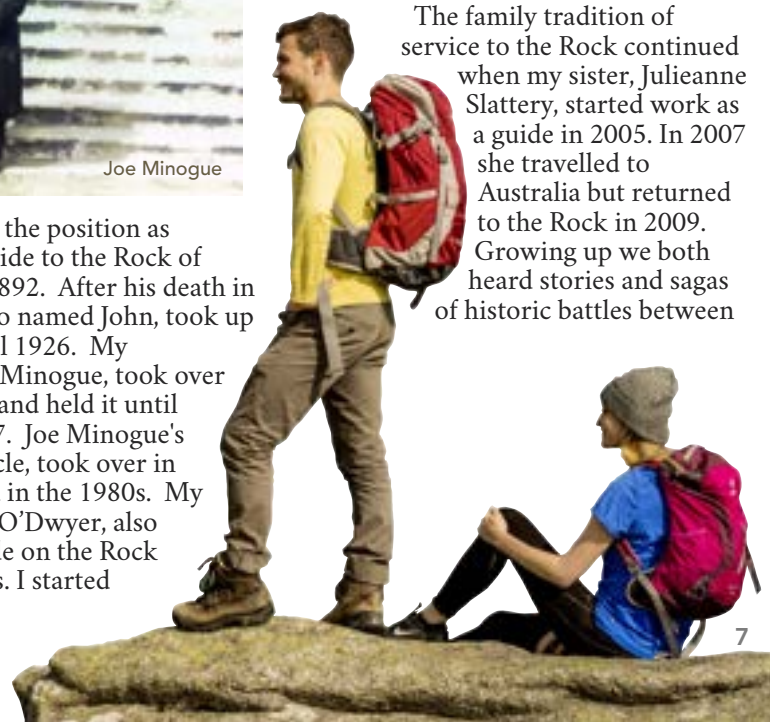 Joe Minogue
the position as
ide to the Rock of
892. After his death in
o named John, took up
l 1926. My
Minogue, took over
and held it until
7. Joe Minogue's
cle, took over in
in the 1980s. My
O’Dwyer, also
le on the Rock
s. I started
The family tradition of
service to the Rock continued
when my sister, Julieanne
Slattery, started work as
a guide in 2005. In 2007
she travelled to
Australia but returned
to the Rock in 2009.
Growing up we both
heard stories and sagas
of historic battles between
7